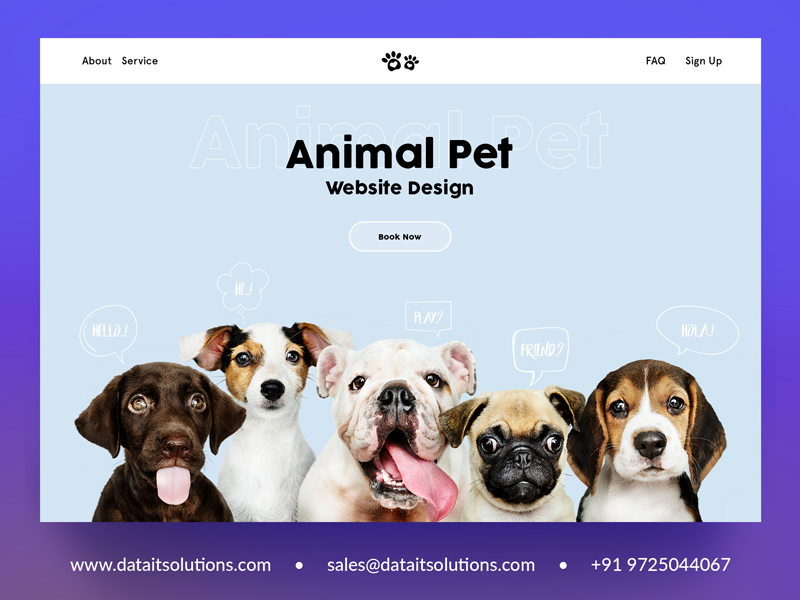 About Service FAQ Sign Up
Animal Pet
Animal Pet
Website Design
Book Now
HI..!
HELLO..!
PLAY?
FRIEND?
HOLA..!
www.dataitsolutions.com • sales@dataitsolutions.com • +91 9725044067